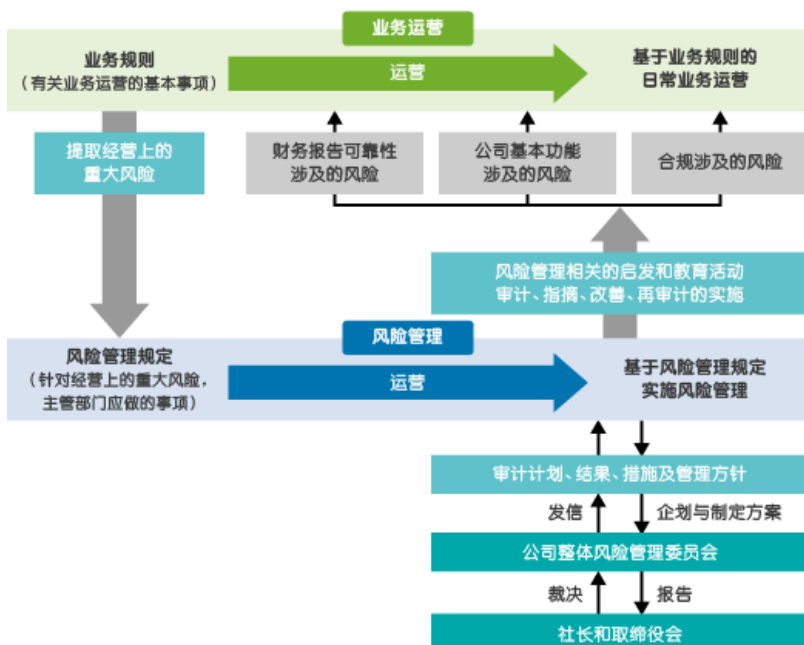 业务运营
业务规则
（有关业务运营的基本事项）
运营
基于业务规则的
日常业务运营
提取经营上的
重大风险
财务报告可靠性
涉及的风险
公司基本功能
涉及的风险
合规涉及的风险
风险管理相关的启发和教育活动
审计、指摘、改善、再审计的实施
风险管理
风险管理规定
（针对经营上的重大风险，
主管部门应做的事项）
运营
基于风险管理规定
实施风险管理
审计计划、结果、措施及管理方针
发信
企划与制定方案
公司整体风险管理委员会
裁决
报告
社长和取缔役会